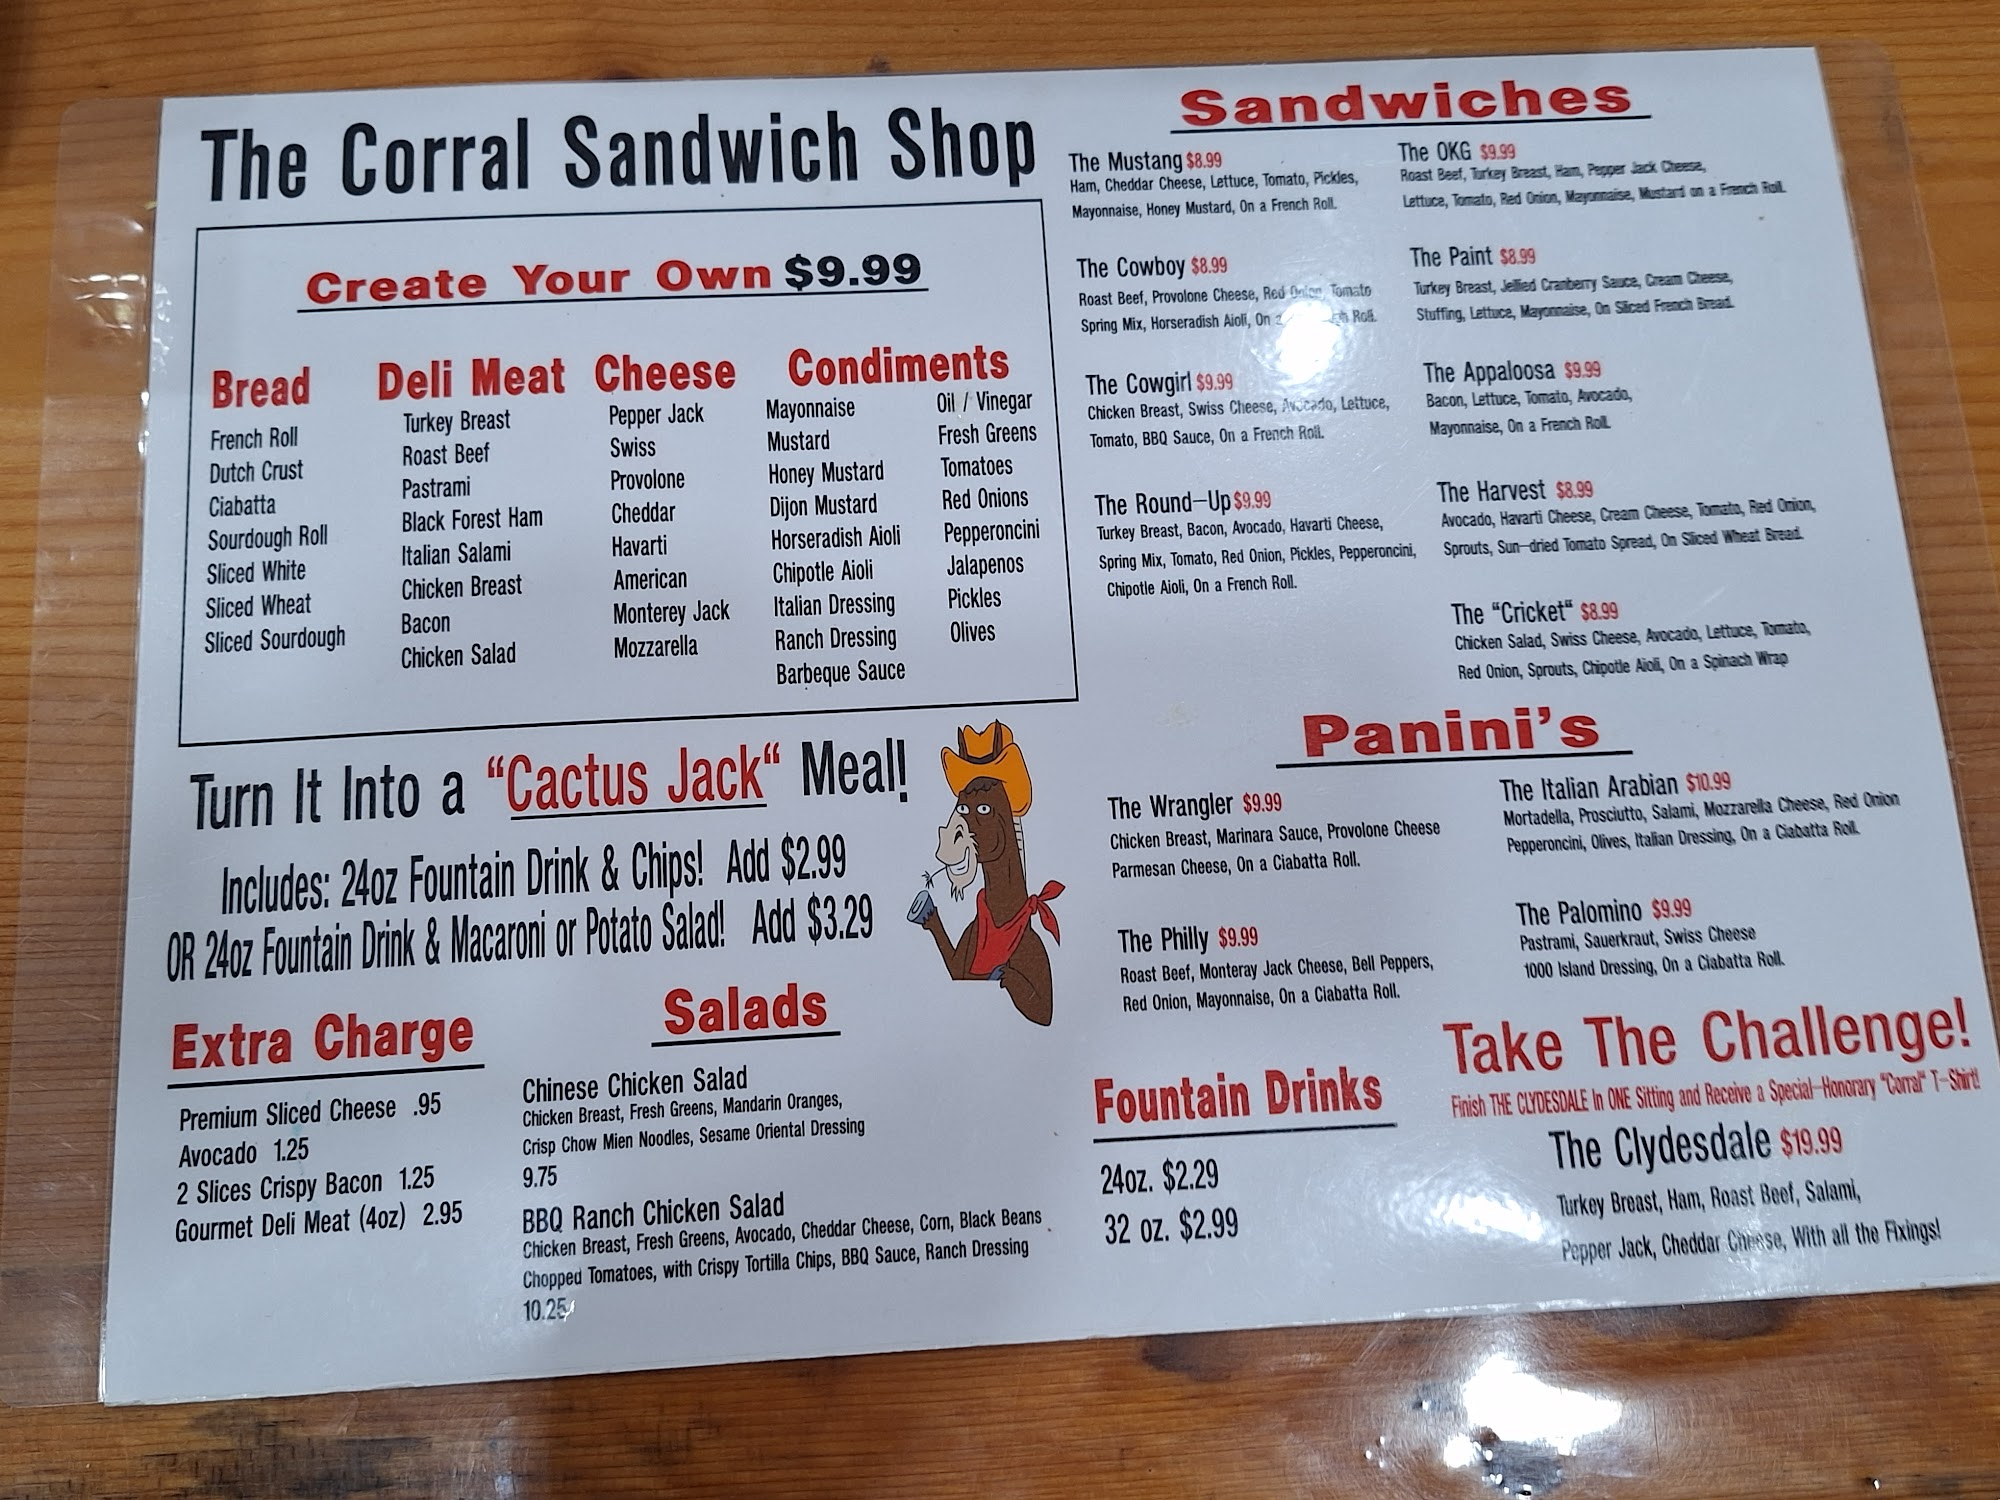 The Corral Sandwich Shop
Create Your Own $9.99
Bread
French Roll
Dutch Crust
Ciabatta
Sourdough Roll
Sliced White
Sliced Wheat
Sliced Sourdough
Deli Meat
Turkey Breast
Roast Beef
Pastrami
Black Forest Ham
Italian Salami
Chicken Breast
Bacon
Chicken Salad
Cheese
Pepper Jack
Swiss
Provolone
Cheddar
Havarti
American
Monterey Jack
Mozzarella
Condiments
Mayonnaise
Mustard
Honey Mustard
Dijon Mustard
Horseradish Aioli
Chipotle Aioli
Italian Dressing
Ranch Dressing
Barbeque Sauce
Oil / Vinegar
Fresh Greens
Tomatoes
Red Onions
Pepperoncini
Jalapenos
Pickles
Olives
Turn It Into a “Cactus Jack“ Meal!
Includes: 24oz Fountain Drink & Chips! Add $2.99
OR 24oz Fountain Drink & Macaroni or Potato Salad! Add $3.29
Extra Charge
Premium Sliced Cheese .95
Avocado 1.25
2 Slices Crispy Bacon 1.25
Gourmet Deli Meat (4oz) 2.95
Salads
Chinese Chicken Salad
Chicken Breast, Fresh Greens, Mandarin Oranges,
Crisp Chow Mien Noodles, Sesame Oriental Dressing
9.75
BBQ Ranch Chicken Salad
Chicken Breast, Fresh Greens, Avocado, Cheddar Cheese, Corn, Black Beans
Chopped Tomatoes, with Crispy Tortilla Chips, BBQ Sauce, Ranch Dressing
10.25
Sandwiches
The Mustang $8.99
Ham, Cheddar Cheese, Lettuce, Tomato, Pickles,
Mayonnaise, Honey Mustard, On a French Roll.
The Cowboy $8.99
Roast Beef, Provolone Cheese, Red Onion, Tomato
Spring Mix, Horseradish Aioli, On a Roll.
The Cowgirl $9.99
Chicken Breast, Swiss Cheese, Avocado, Lettuce,
Tomato, BBQ Sauce, On a French Roll.
The Round-Up $9.99
Turkey Breast, Bacon, Avocado, Havarti Cheese,
Spring Mix, Tomato, Red Onion, Pickles, Pepperoncini,
Chipotle Aioli, On a French Roll.
The OKG $9.99
Roast Beef, Turkey Breast, Ham, Pepper Jack Cheese,
Lettuce, Tomato, Red Onion, Mayonnaise, Mustard on a French Roll.
The Paint $8.99
Turkey Breast, Jellied Cranberry Sauce, Cream Cheese,
Stuffing, Lettuce, Mayonnaise, On Sliced French Bread.
The Appaloosa $9.99
Bacon, Lettuce, Tomato, Avocado,
Mayonnaise, On a French Roll.
The Harvest $8.99
Avocado, Havarti Cheese, Cream Cheese, Tomato, Red Onion,
Sprouts, Sun-dried Tomato Spread, On Sliced Wheat Bread.
The “Cricket“ $8.99
Chicken Salad, Swiss Cheese, Avocado, Lettuce, Tomato,
Red Onion, Sprouts, Chipotle Aioli, On a Spinach Wrap
Panini's
The Wrangler $9.99
Chicken Breast, Marinara Sauce, Provolone Cheese
Parmesan Cheese, On a Ciabatta Roll.
The Philly $9.99
Roast Beef, Monteray Jack Cheese, Bell Peppers,
Red Onion, Mayonnaise, On a Ciabatta Roll.
The Italian Arabian $10.99
Mortadella, Prosciutto, Salami, Mozzarella Cheese, Red Onion
Pepperoncini, Olives, Italian Dressing, On a Ciabatta Roll.
The Palomino $9.99
Pastrami, Sauerkraut, Swiss Cheese
1000 Island Dressing, On a Ciabatta Roll.
Fountain Drinks
24oz. $2.29
32 oz. $2.99
Take The Challenge!
Finish THE CLYDESDALE In ONE Sitting and Receive a Special-Honorary "Corral" T-Shirt!
The Clydesdale $19.99
Turkey Breast, Ham, Roast Beef, Salami,
Pepper Jack, Cheddar Cheese, With all the Fixings!